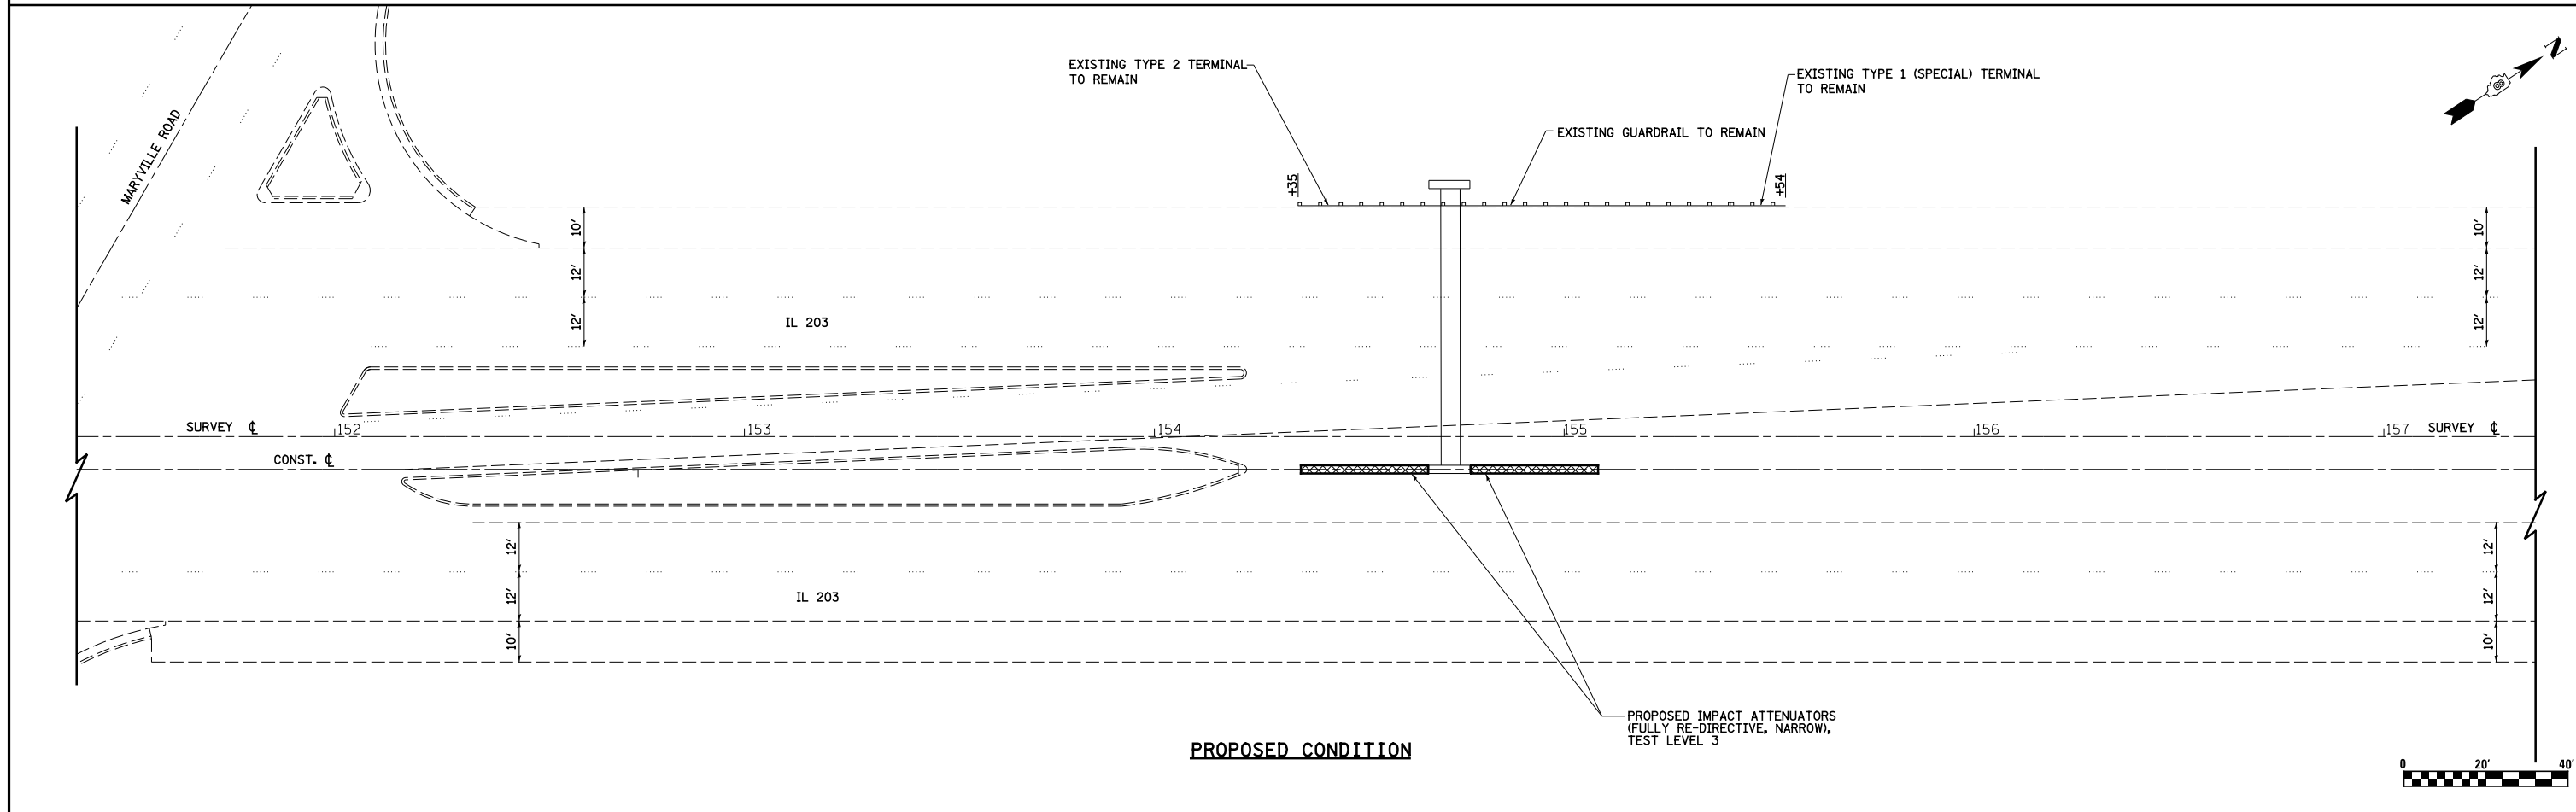 EXISTING TYPE 2 TERMINAL
TO REMAIN
EXISTING TYPE 1 (SPECIAL) TERMINAL
TO REMAIN
EXISTING GUARDRAIL TO REMAIN
N
MARYVILLE ROAD
+35
+54
10'
12'
12'
10'
12'
12'
IL 203
SURVEY ℄
152
153
154
155
156
157
SURVEY ℄
CONST. ℄
12'
12'
10'
12'
12'
10'
IL 203
PROPOSED IMPACT ATTENUATORS
(FULLY RE-DIRECTIVE, NARROW),
TEST LEVEL 3
PROPOSED CONDITION
0 20' 40'